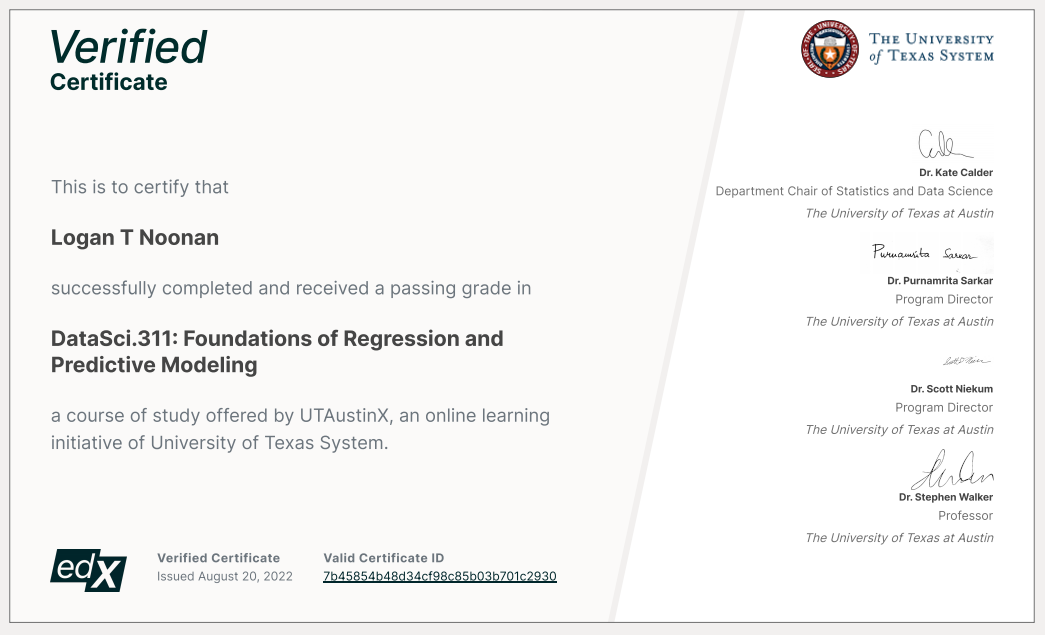 Verified
Certificate
THE UNIVERSITY
of TEXAS SYSTEM
This is to certify that
Logan T Noonan
successfully completed and received a passing grade in
DataSci.311: Foundations of Regression and
Predictive Modeling
a course of study offered by UTAustinX, an online learning
initiative of University of Texas System.
Dr. Kate Calder
Department Chair of Statistics and Data Science
The University of Texas at Austin
Purnamrita Sarkar
Dr. Purnamrita Sarkar
Program Director
The University of Texas at Austin
Dr. Scott Niekum
Program Director
The University of Texas at Austin
Dr. Stephen Walker
Professor
The University of Texas at Austin
edX
Verified Certificate
Issued August 20, 2022
Valid Certificate ID
7b45854b48d34cf98c85b03b701c2930